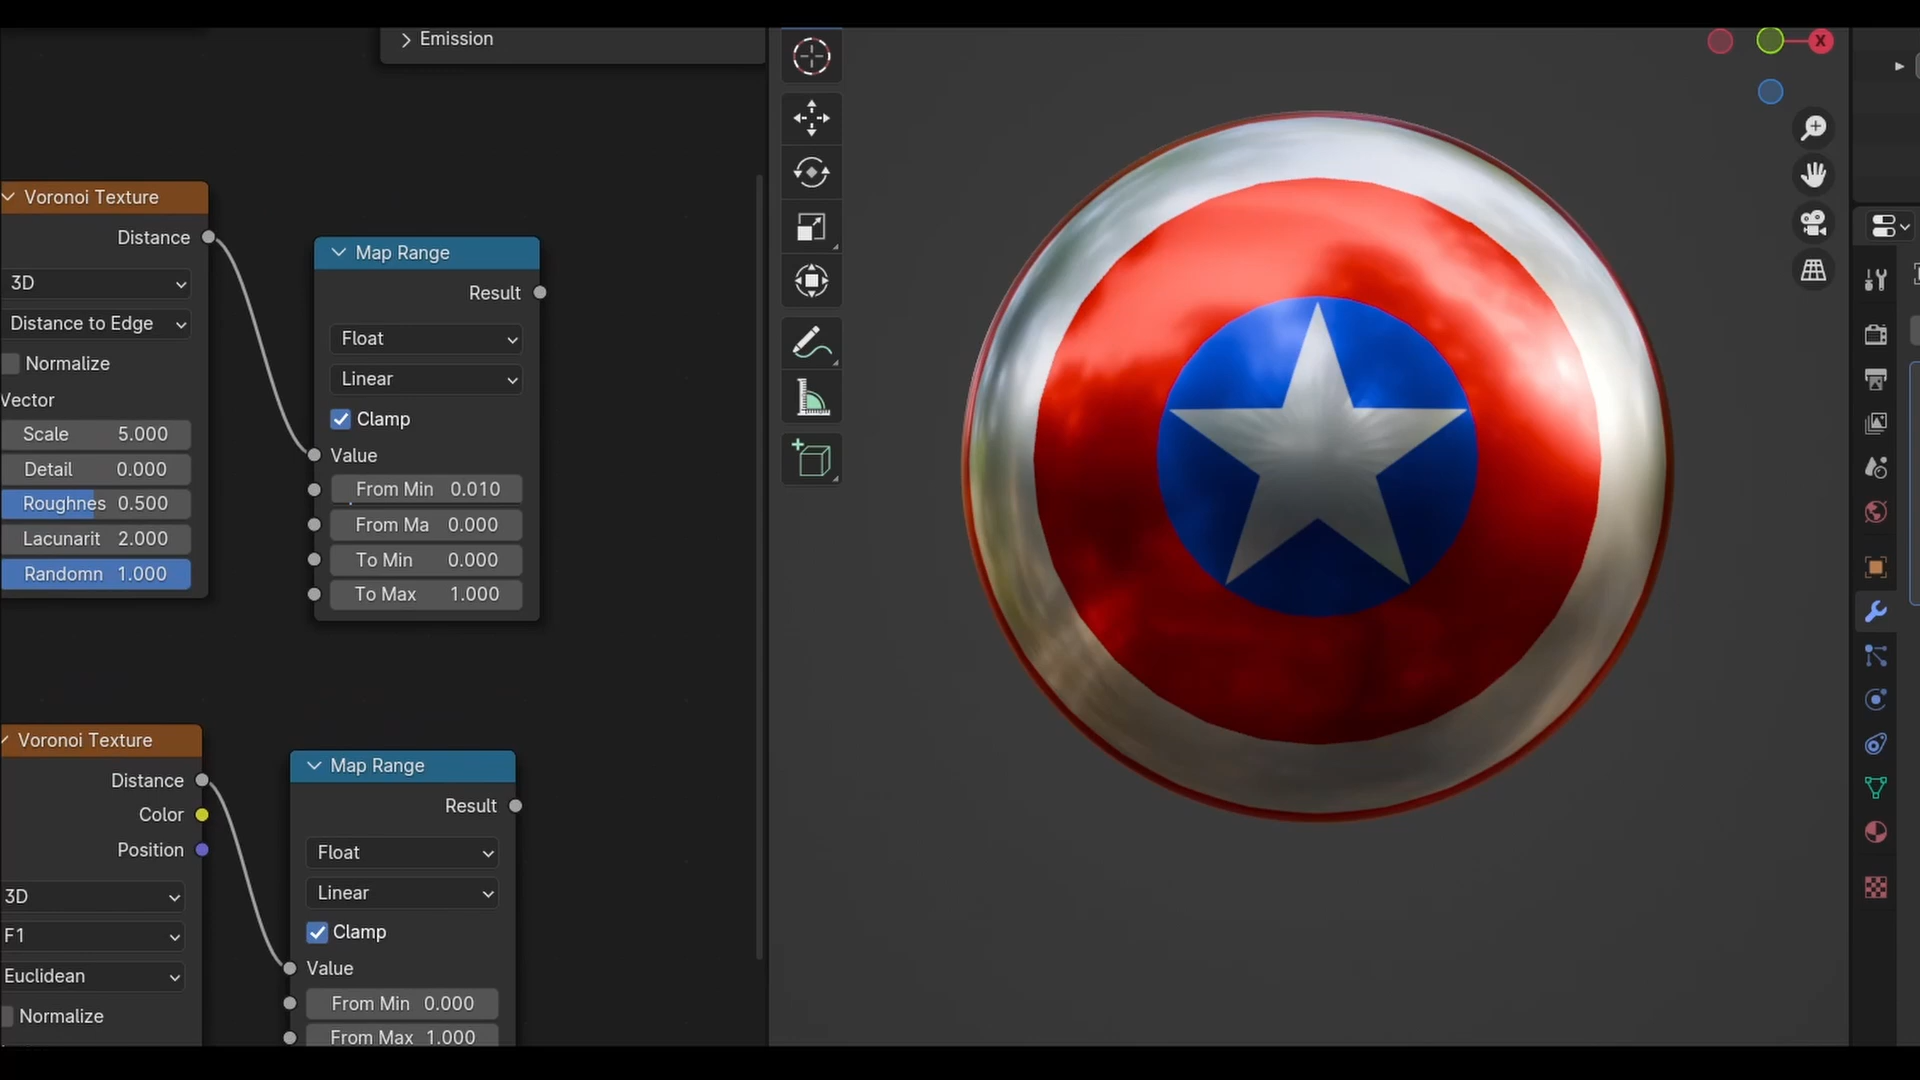 Emission
Voronoi Texture
Distance
3D
Distance to Edge
Normalize
Vector
Scale 5.000
Detail 0.000
Roughnes 0.500
Lacunarit 2.000
Randomn 1.000
Map Range
Result
Float
Linear
Clamp
Value
From Min 0.010
From Ma 0.000
To Min 0.000
To Max 1.000
Voronoi Texture
Distance
Color
Position
3D
F1
Euclidean
Normalize
Map Range
Result
Float
Linear
Clamp
Value
From Min 0.000
From Max 1.000
X